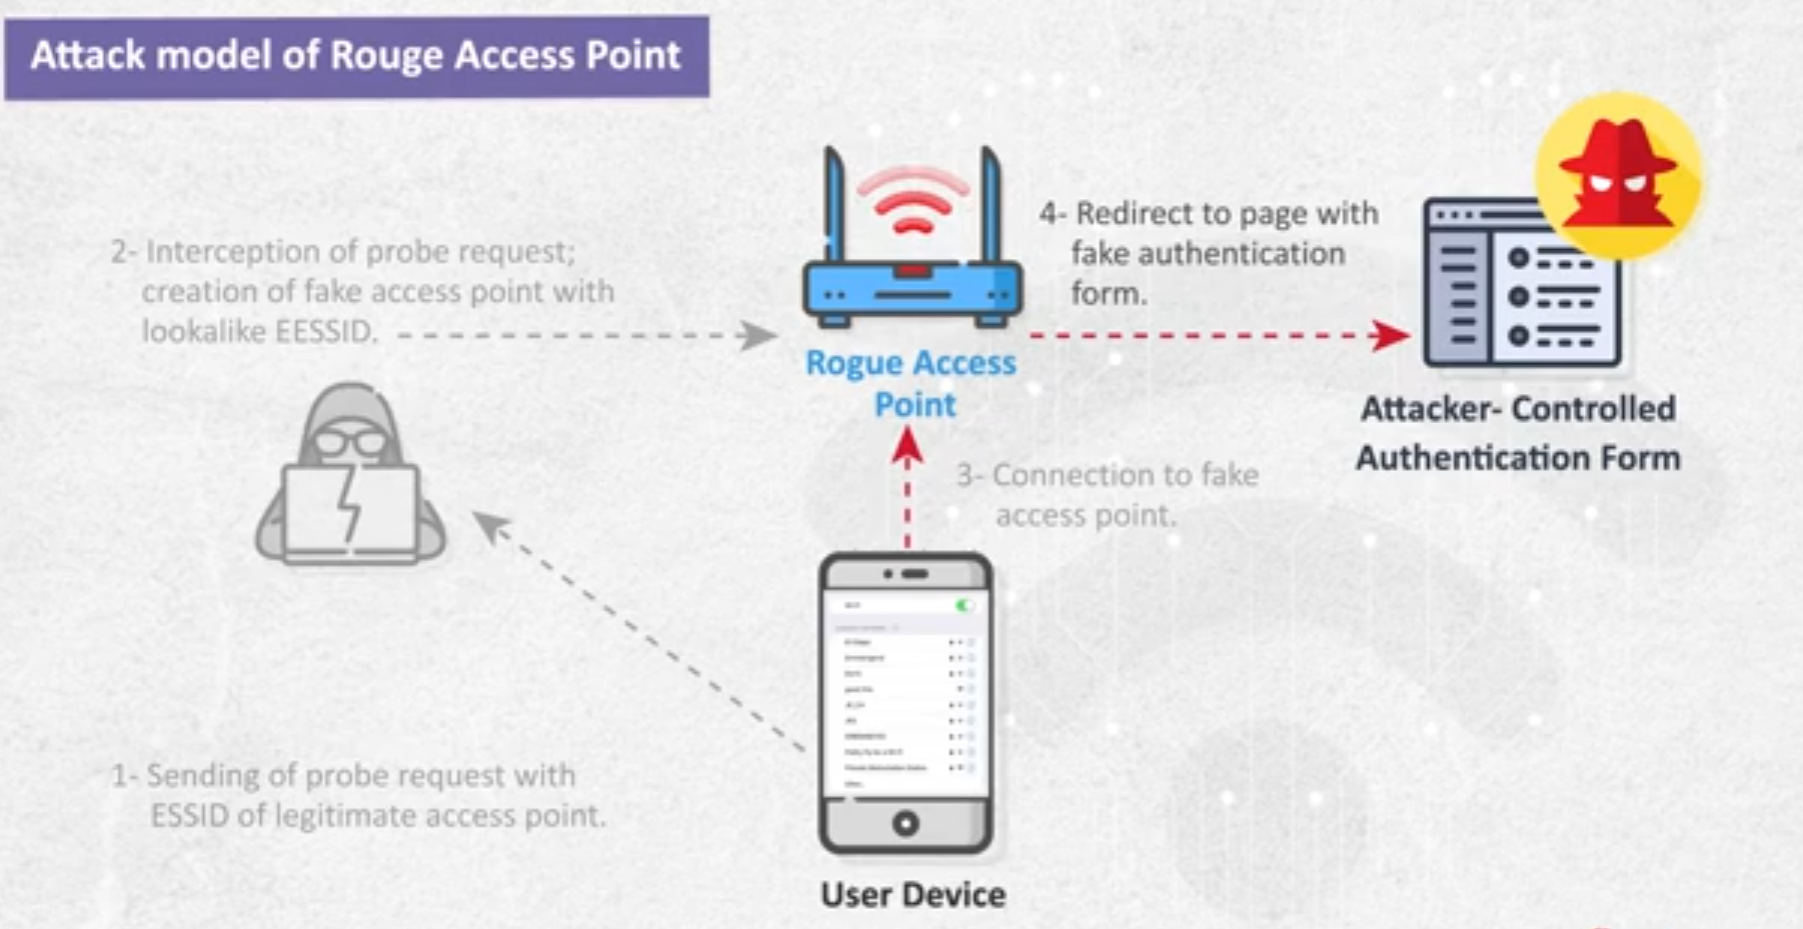 Attack model of Rouge Access Point
2- Interception of probe request;
creation of fake access point with
lookalike EESSID.
4- Redirect to page with
fake authentication
form.
Rogue Access
Point
Attacker- Controlled
Authentication Form
3- Connection to fake
access point.
1- Sending of probe request with
ESSID of legitimate access point.
User Device